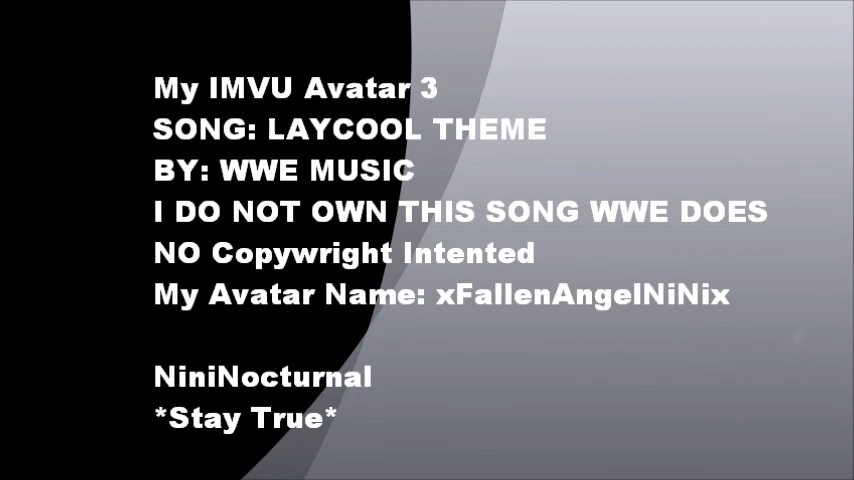 My IMVU Avatar 3
SONG: LAYCOOL THEME
BY: WWE MUSIC
I DO NOT OWN THIS SONG WWE DOES
NO Copywright Intented
My Avatar Name: xFallenAngelNiNix
NiniNocturnal
*Stay True*